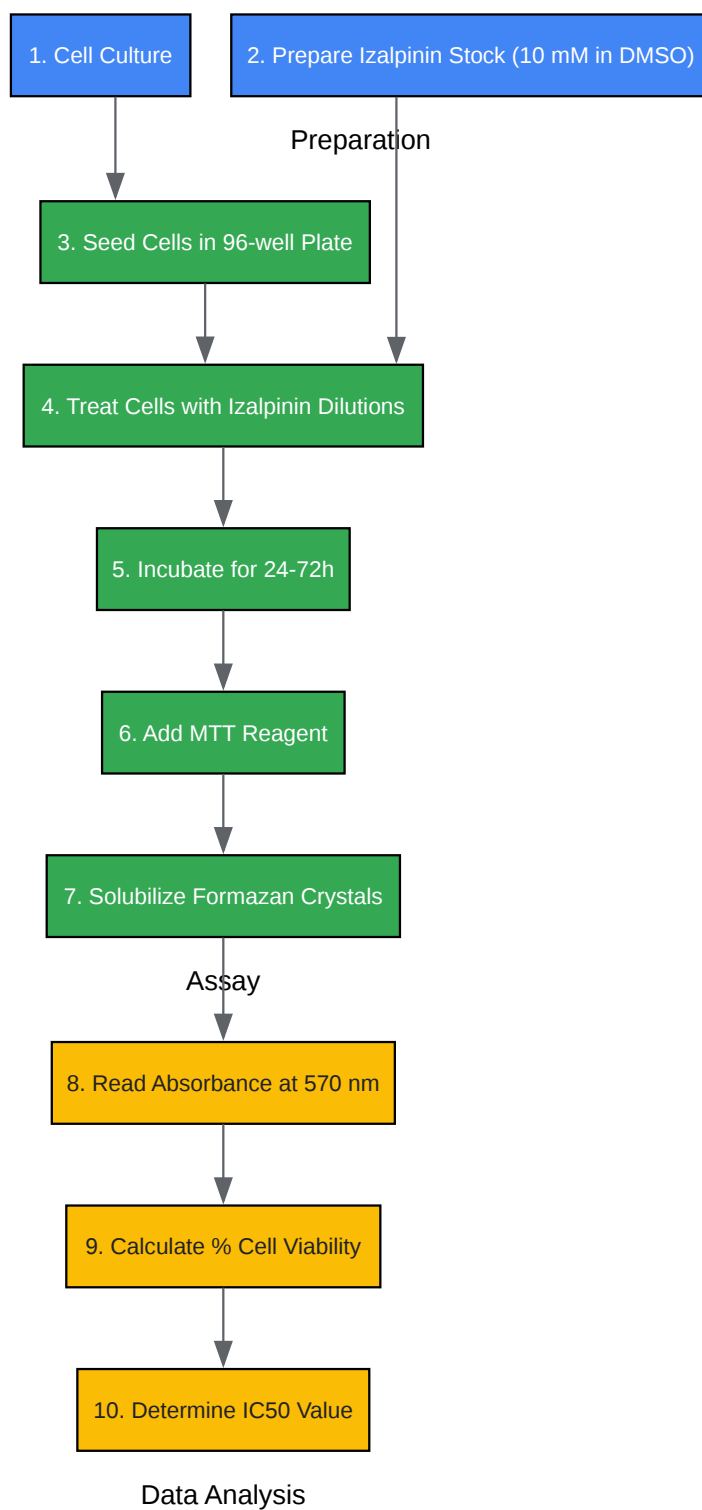 1. Cell Culture
2. Prepare Izalpinin Stock (10 mM in DMSO)
Preparation
3. Seed Cells in 96-well Plate
4. Treat Cells with Izalpinin Dilutions
5. Incubate for 24-72h
6. Add MTT Reagent
7. Solubilize Formazan Crystals
Assay
8. Read Absorbance at 570 nm
9. Calculate % Cell Viability
10. Determine IC50 Value
Data Analysis